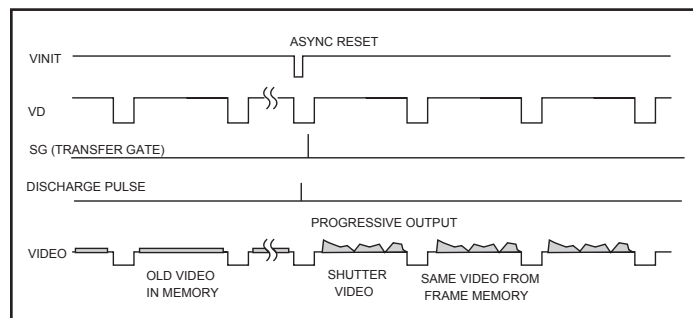 ASYNC RESET
VINIT
VD
SG (TRANSFER GATE)
DISCHARGE PULSE
PROGRESSIVE OUTPUT
VIDEO
OLD VIDEO
IN MEMORY
SHUTTER
VIDEO
SAME VIDEO FROM
FRAME MEMORY